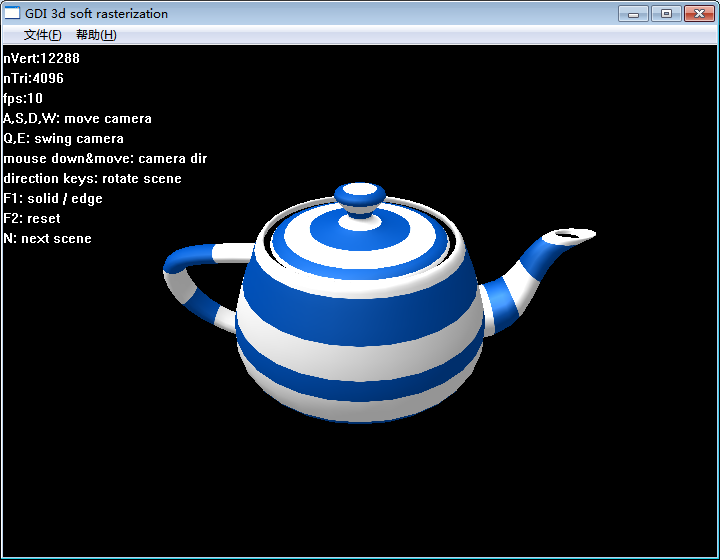 GDI 3d soft rasterization
文件(F) 帮助(H)
nVert:12288
nTri:4096
fps:10
A,S,D,W: move camera
Q,E: swing camera
mouse down&move: camera dir
direction keys: rotate scene
F1: solid / edge
F2: reset
N: next scene